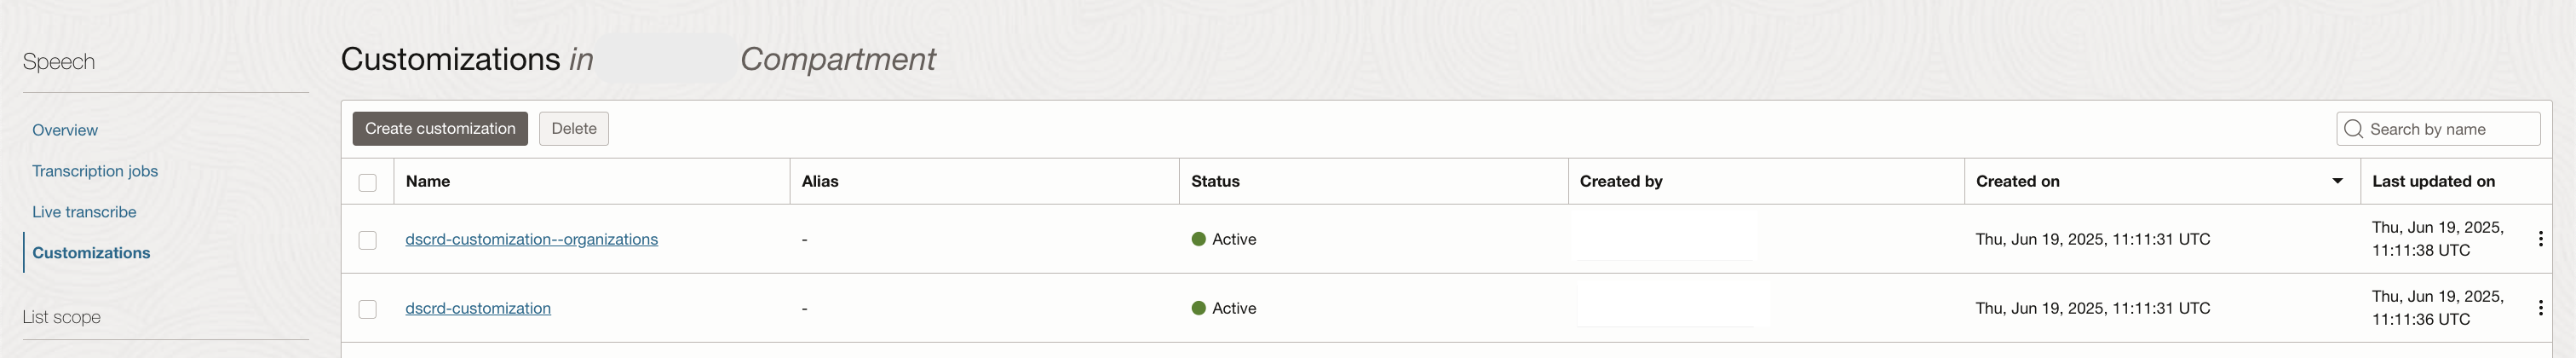 Speech
Overview
Transcription jobs
Live transcribe
Customizations
List scope
Customizations in Compartment
Create customization Delete Search by name
Name Alias Status Created by Created on Last updated on
dscrd-customization--organizations - Active Thu, Jun 19, 2025, 11:11:31 UTC Thu, Jun 19, 2025,
11:11:38 UTC
dscrd-customization - Active Thu, Jun 19, 2025, 11:11:31 UTC Thu, Jun 19, 2025,
11:11:36 UTC